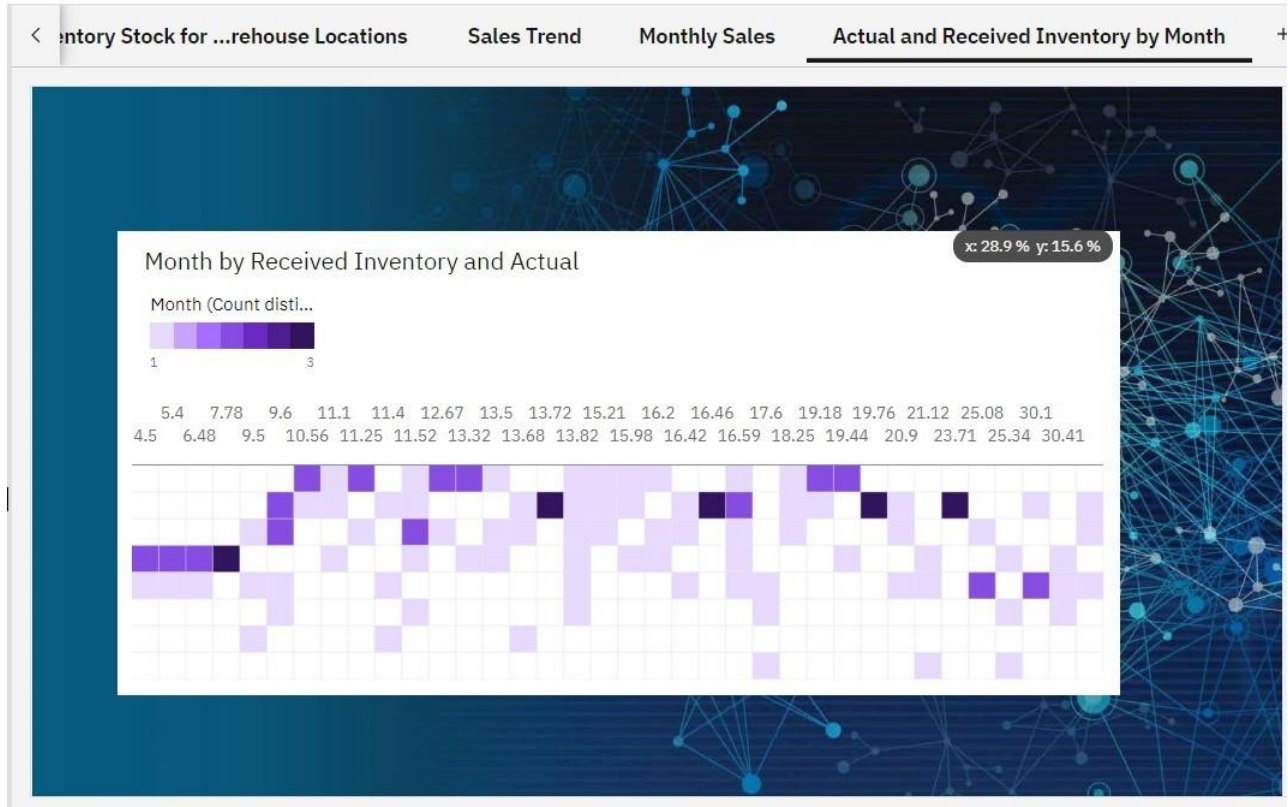 entory Stock for ...rehouse Locations Sales Trend Monthly Sales Actual and Received Inventory by Month +
x: 28.9 % y: 15.6 %
Month by Received Inventory and Actual
Month (Count disti...
1 3
5.4 7.78 9.6 11.1 11.4 12.67 13.5 13.72 15.21 16.2 16.46 17.6 19.18 19.76 21.12 25.08 30.1
4.5 6.48 9.5 10.56 11.25 11.52 13.32 13.68 13.82 15.98 16.42 16.59 18.25 19.44 20.9 23.71 25.34 30.41